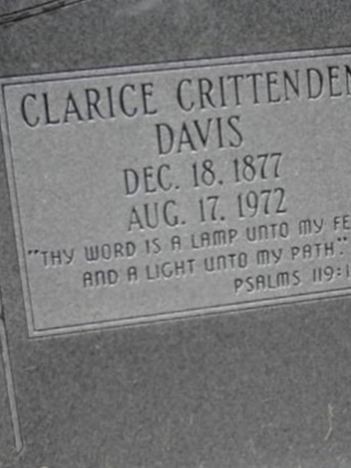 CLARICE CRITTENDEN
DAVIS
DEC. 18, 1877
AUG. 17, 1972
"THY WORD IS A LAMP UNTO MY FE
AND A LIGHT UNTO MY PATH."
PSALMS 119:1